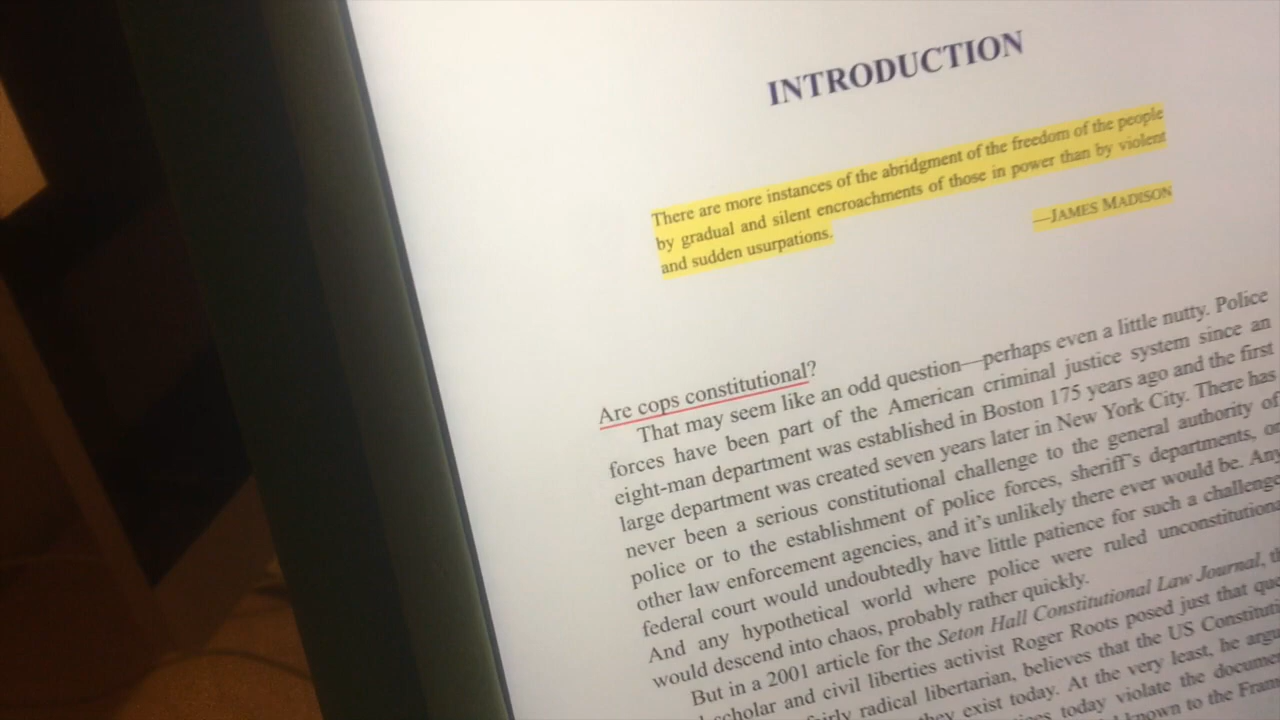 INTRODUCTION
There are more instances of the abridgment of the freedom of the people
by gradual and silent encroachments of those in power than by violent
and sudden usurpations.
—JAMES MADISON
Are cops constitutional?
That may seem like an odd question—perhaps even a little nutty. Police
forces have been part of the American criminal justice system since an
eight-man department was established in Boston 175 years ago and the first
large department was created seven years later in New York City. There has
never been a serious constitutional challenge to the general authority of
police or to the establishment of police forces, sheriff's departments, or
other law enforcement agencies, and it's unlikely there ever would be. Any
federal court would undoubtedly have little patience for such a challenge
And any hypothetical world where police were ruled unconstitutional
would descend into chaos, probably rather quickly.
But in a 2001 article for the Seton Hall Constitutional Law Journal,
scholar and civil liberties activist Roger Roots posed just that
radical libertarian, believes that the US
they exist today. At the very least, he
today violate the
known to the